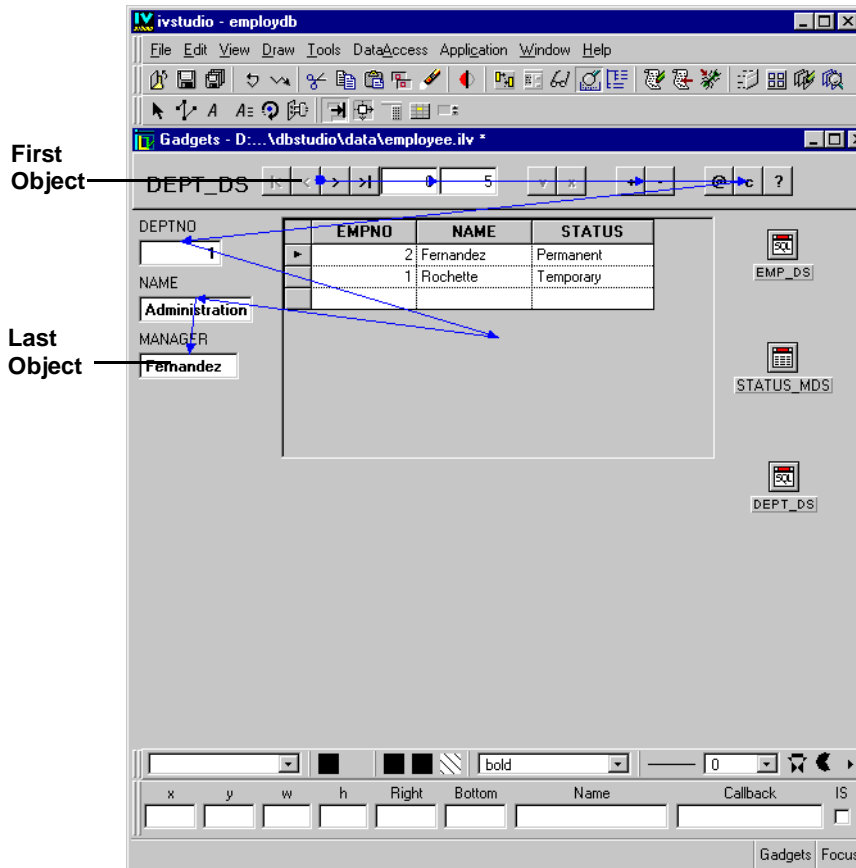 ivstudio - employdb
File Edit View Draw Tools DataAccess Application Window Help
Gadgets - D:...\dbstudio\data\employee.ilv *
First
Object
DEPT_DS |< < > >| 0 5 v x + - @ c ?
DEPTNO
1
NAME
Administration
MANAGER
Fernandez
EMPNO NAME STATUS
2 Fernandez Permanent
1 Rochette Temporary
EMP_DS
STATUS_MDS
DEPT_DS
Last
Object
bold 0
x y w h Right Bottom Name Callback IS
Gadgets Focus